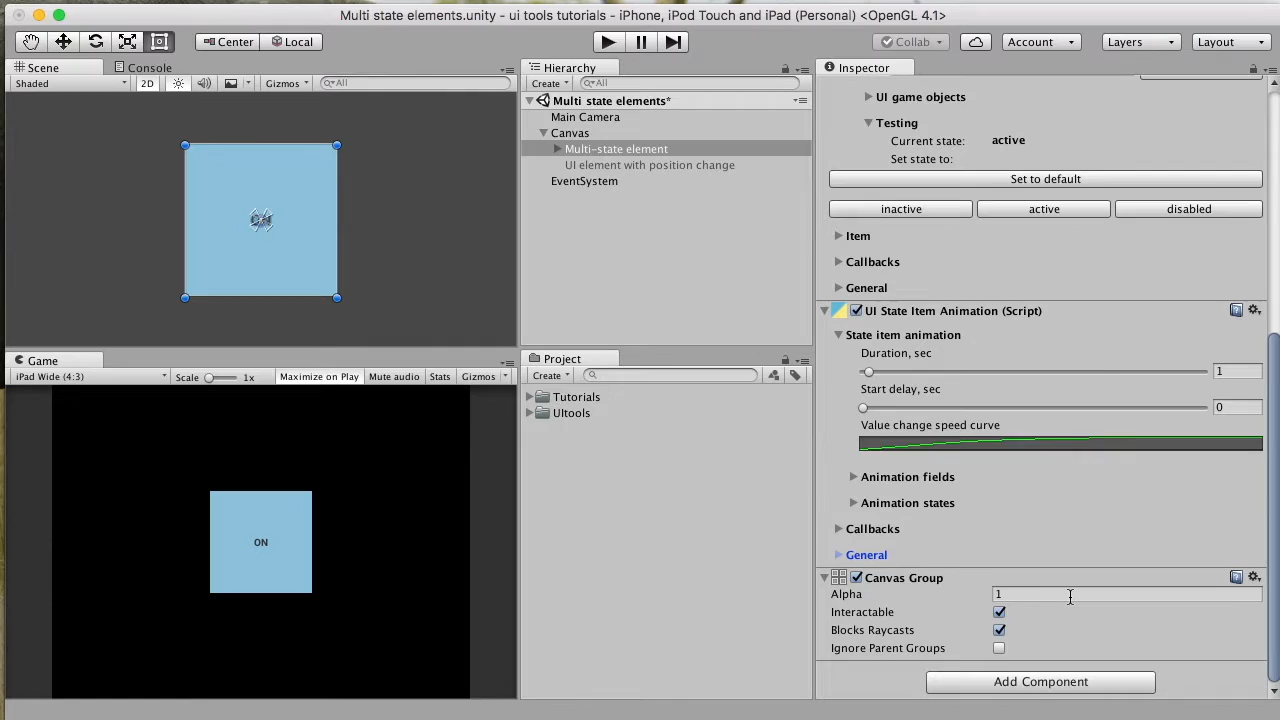 Multi state elements.unity - ui tools tutorials - iPhone, iPod Touch and iPad (Personal) <OpenGL 4.1>
Center Local Collab Account Layers Layout
Scene Console
Shaded 2D Gizmos All
ON
Game
iPad Wide (4:3) Scale 1x Maximize on Play Mute audio Stats Gizmos
ON
Hierarchy
Create All
Multi state elements*
Main Camera
Canvas
Multi-state element
UI element with position change
EventSystem
Project
Create
Tutorials
UItools
Inspector
UI game objects
Testing
Current state: active
Set state to:
Set to default
inactive active disabled
Item
Callbacks
General
UI State Item Animation (Script)
State item animation
Duration, sec
1
Start delay, sec
0
Value change speed curve
Animation fields
Animation states
Callbacks
General
Canvas Group
Alpha 1
Interactable
Blocks Raycasts
Ignore Parent Groups
Add Component